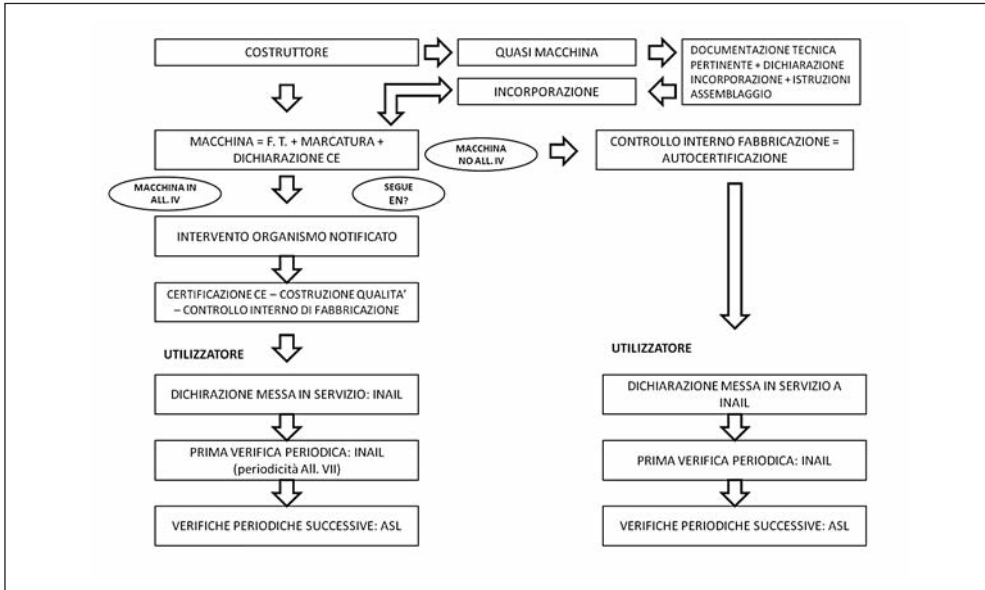 COSTRUTTORE
QUASI MACCHINA
DOCUMENTAZIONE TECNICA
PERTINENTE + DICHIARAZIONE
INCORPORAZIONE + ISTRUZIONI
ASSEMBLAGGIO
INCORPORAZIONE
MACCHINA = F. T. + MARCATURA +
DICHIARAZIONE CE
MACCHINA
NO ALL. IV
CONTROLLO INTERNO FABBRICAZIONE =
AUTOCERTIFICAZIONE
MACCHINA IN
ALL. IV
SEGUE
EN?
INTERVENTO ORGANISMO NOTIFICATO
CERTIFICAZIONE CE – COSTRUZIONE QUALITA'
– CONTROLLO INTERNO DI FABBRICAZIONE
UTILIZZATORE
DICHIRAZIONE MESSA IN SERVIZIO: INAIL
PRIMA VERIFICA PERIODICA: INAIL
(periodicità All. VII)
VERIFICHE PERIODICHE SUCCESSIVE: ASL
UTILIZZATORE
DICHIARAZIONE MESSA IN SERVIZIO A
INAIL
PRIMA VERIFICA PERIODICA: INAIL
VERIFICHE PERIODICHE SUCCESSIVE: ASL